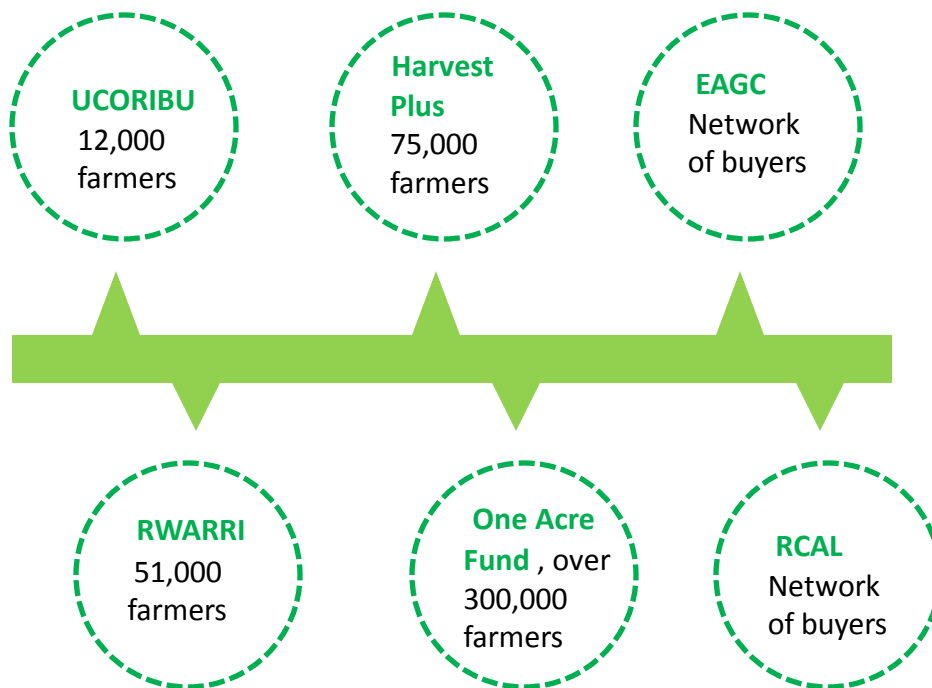 UCORIBU
12,000
farmers
Harvest
Plus
75,000
farmers
EAGC
Network
of buyers
RWARRI
51,000
farmers
One Acre
Fund , over
300,000
farmers
RCAL
Network
of buyers